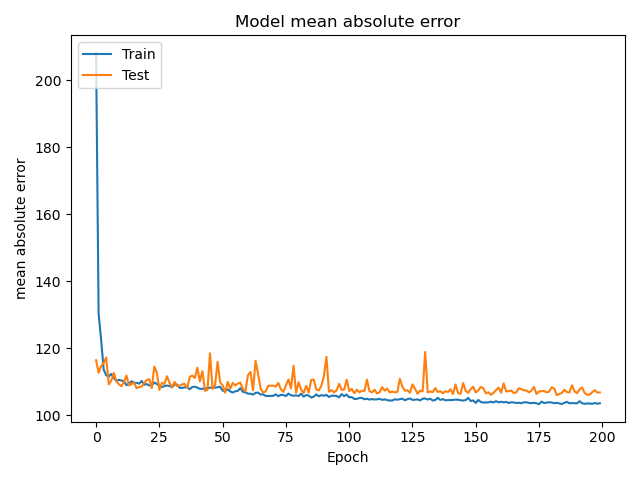 Model mean absolute error
Train
Test
mean absolute error
200
180
160
140
120
100
0 25 50 75 100 125 150 175 200
Epoch